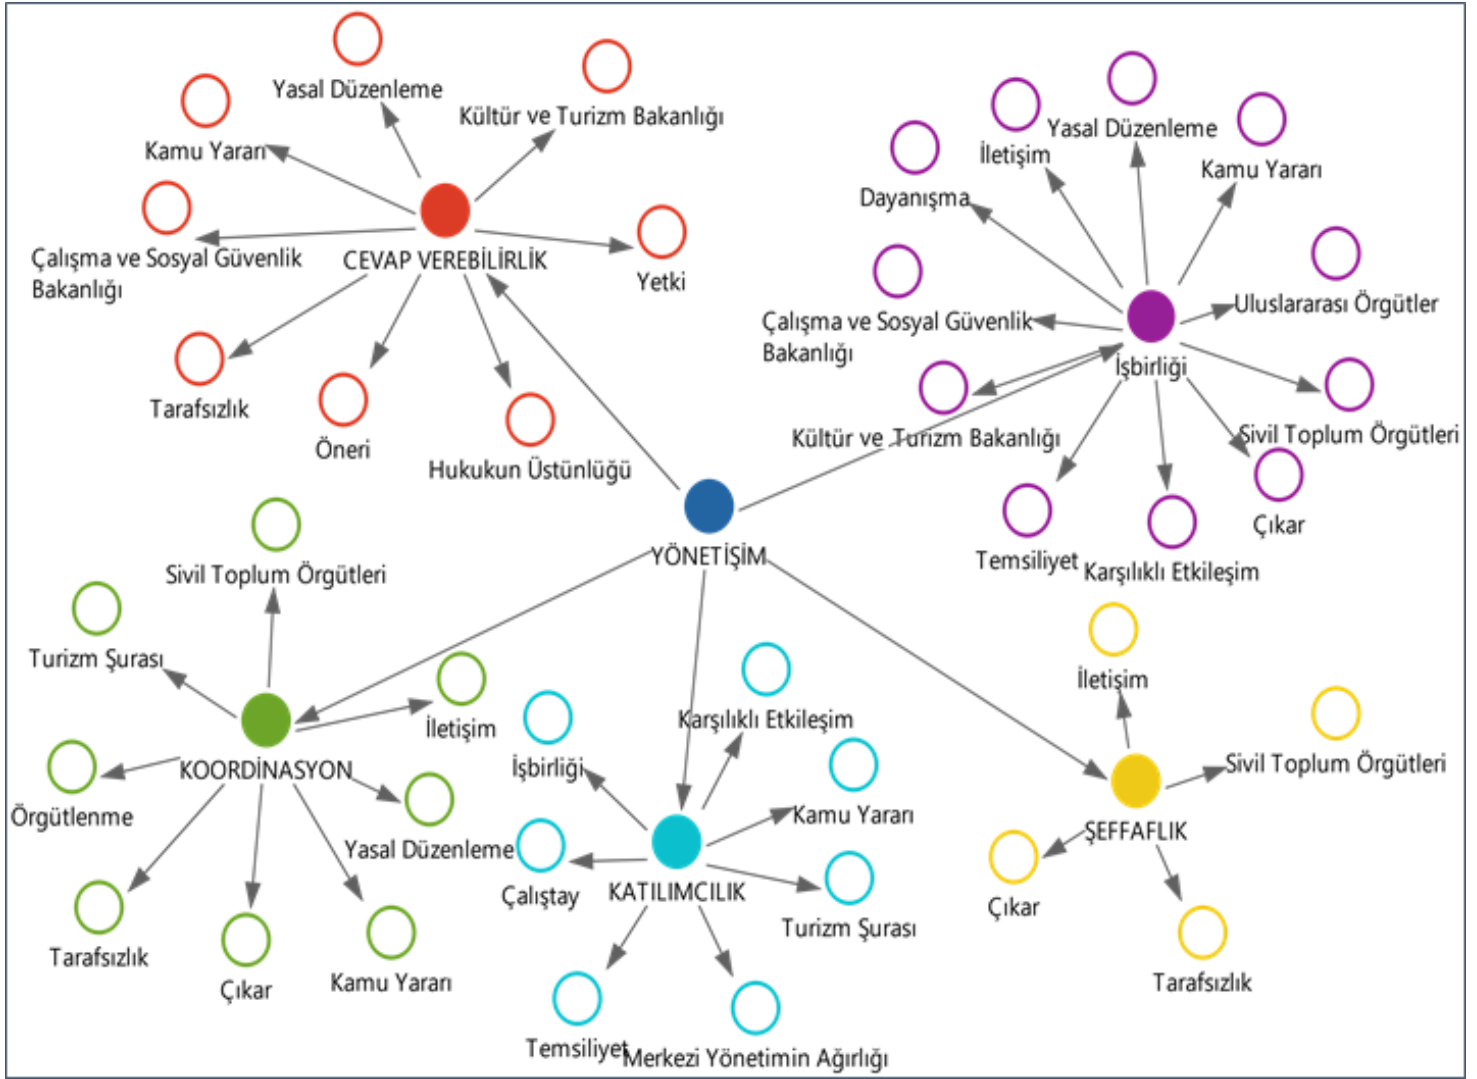 Yasal Düzenleme
Kültür ve Turizm Bakanlığı
Kamu Yararı
Çalışma ve Sosyal Güvenlik
Bakanlığı
CEVAP VEREBİLİRLİK
Yetki
Tarafsızlık
Öneri
Hukukun Üstünlüğü
Yasal Düzenleme
İletişim
Kamu Yararı
Dayanışma
Uluslararası Örgütler
Çalışma ve Sosyal Güvenlik
Bakanlığı
İşbirliği
Kültür ve Turizm Bakanlığı
Sivil Toplum Örgütleri
Çıkar
Temsiliyet
Karşılıklı Etkileşim
YÖNETİŞİM
Sivil Toplum Örgütleri
Turizm Şurası
İletişim
KOORDİNASYON
Örgütlenme
Yasal Düzenleme
Tarafsızlık
Çıkar
Kamu Yararı
Karşılıklı Etkileşim
İşbirliği
Kamu Yararı
Çalıştay
KATILIMCILIK
Turizm Şurası
Temsiliyet
Merkezi Yönetimin Ağırlığı
İletişim
Sivil Toplum Örgütleri
ŞEFFAFLIK
Çıkar
Tarafsızlık